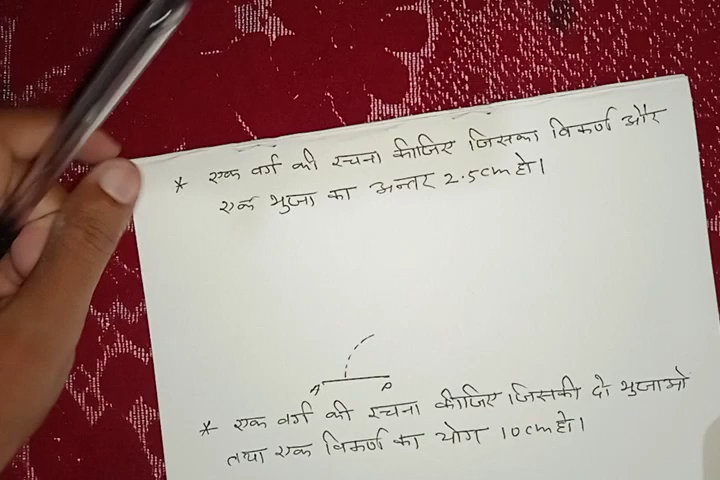 * एक वर्ग की रचना कीजिए जिसका विकर्ण और
एक भुजा का अन्तर 2.5cm हो।
A B
* एक वर्ग की रचना कीजिए जिसकी दो भुजाओ
तथा एक विकर्ण का योग 10cm हो।